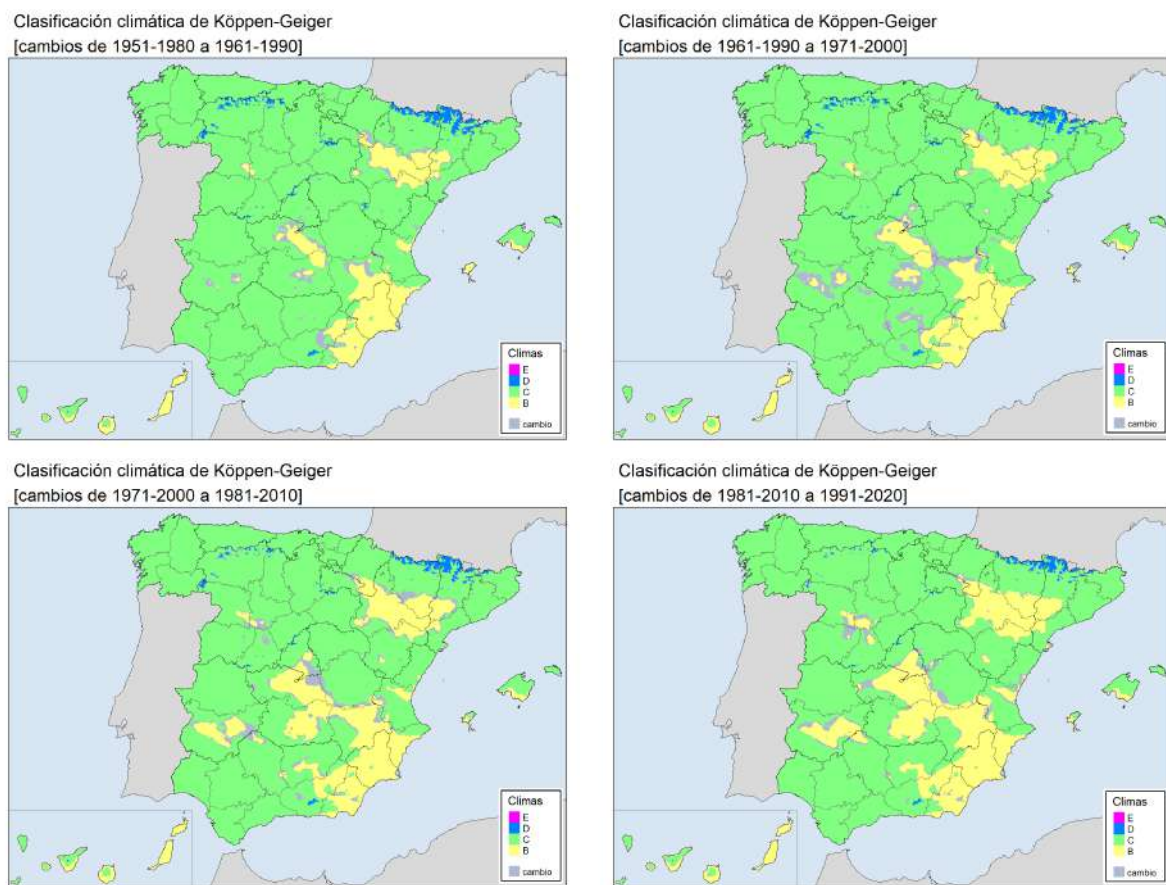 Clasificación climática de Köppen-Geiger
[cambios de 1951-1980 a 1961-1990]
Climas
E
D
C
B
cambio
Clasificación climática de Köppen-Geiger
[cambios de 1961-1990 a 1971-2000]
Climas
E
D
C
B
cambio
Clasificación climática de Köppen-Geiger
[cambios de 1971-2000 a 1981-2010]
Climas
E
D
C
B
cambio
Clasificación climática de Köppen-Geiger
[cambios de 1981-2010 a 1991-2020]
Climas
E
D
C
B
cambio